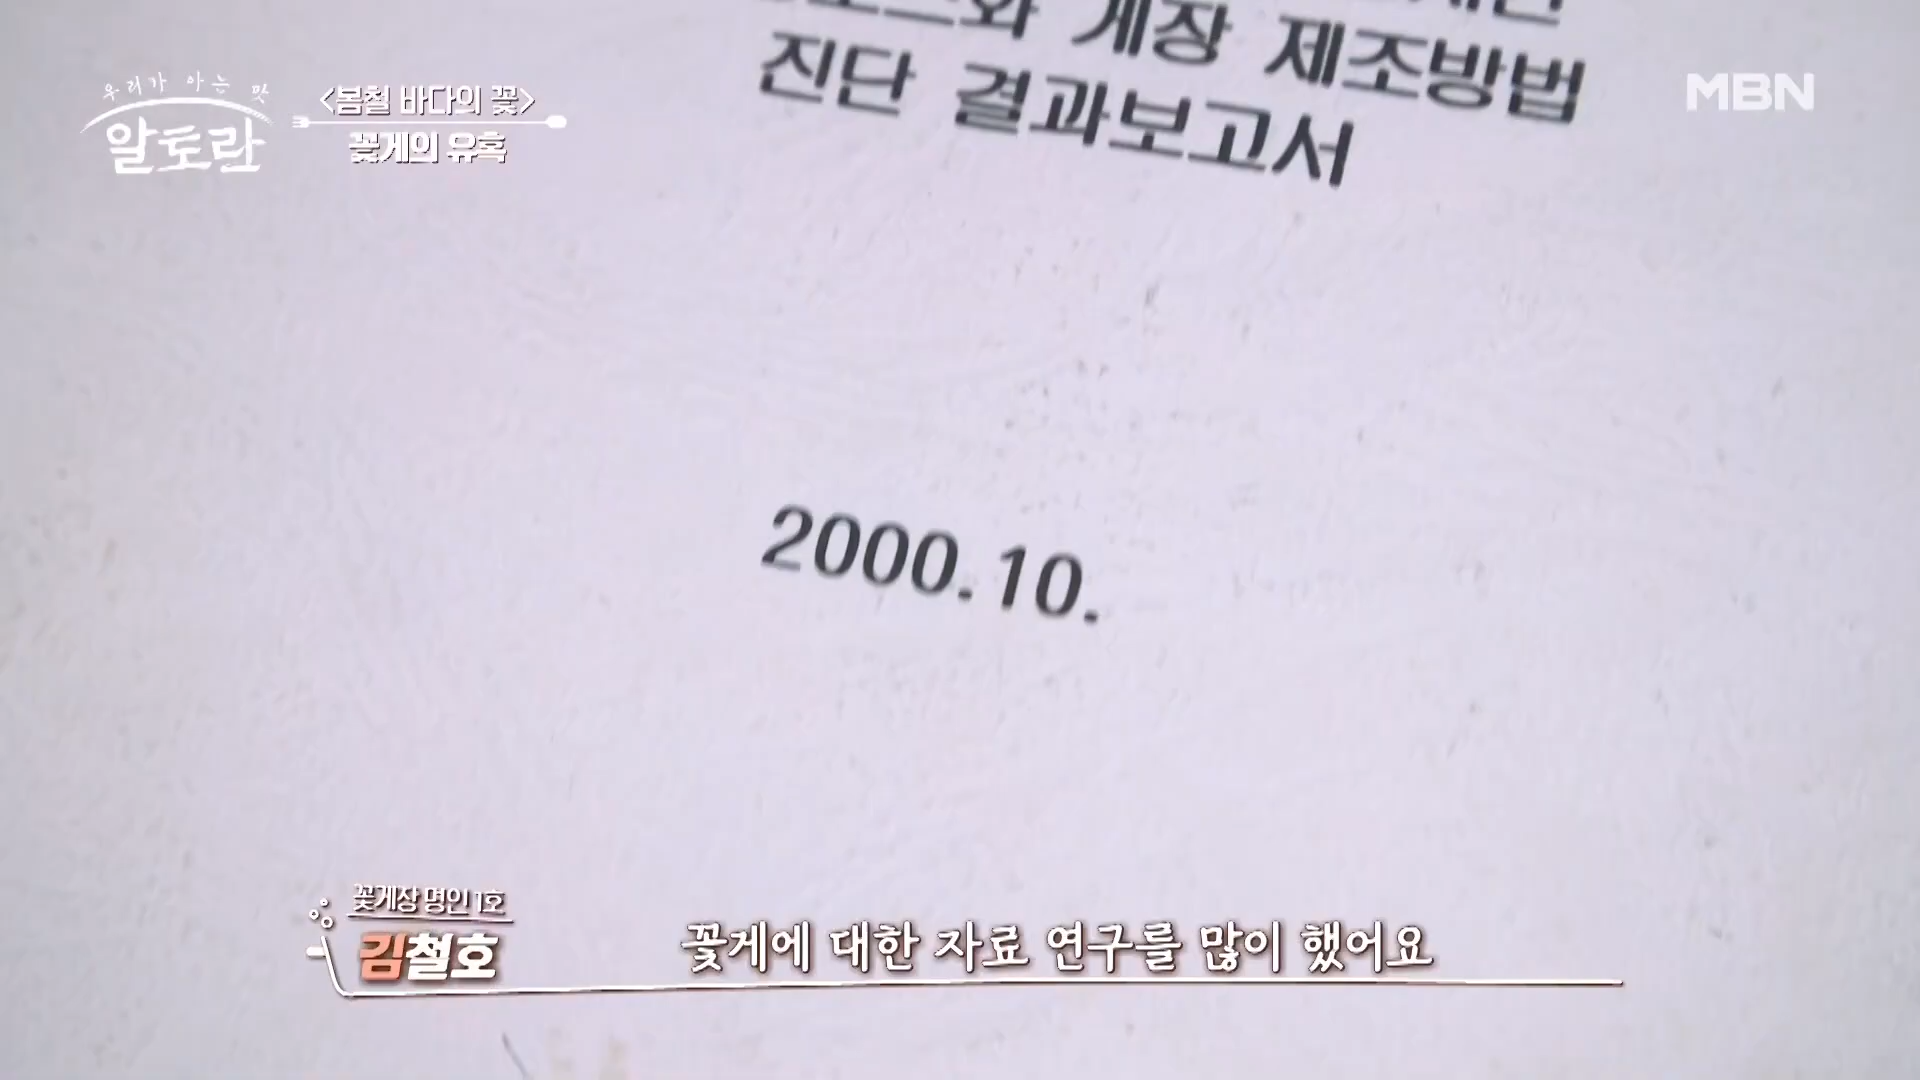 게장 제조방법
진단 결과보고서
2000.10.
우리가 아는 맛
알토란
<봄철 바다의 꽃>
꽃게의 유혹
MBN
꽃게장 명인 1호
김철호
꽃게에 대한 자료 연구를 많이 했어요